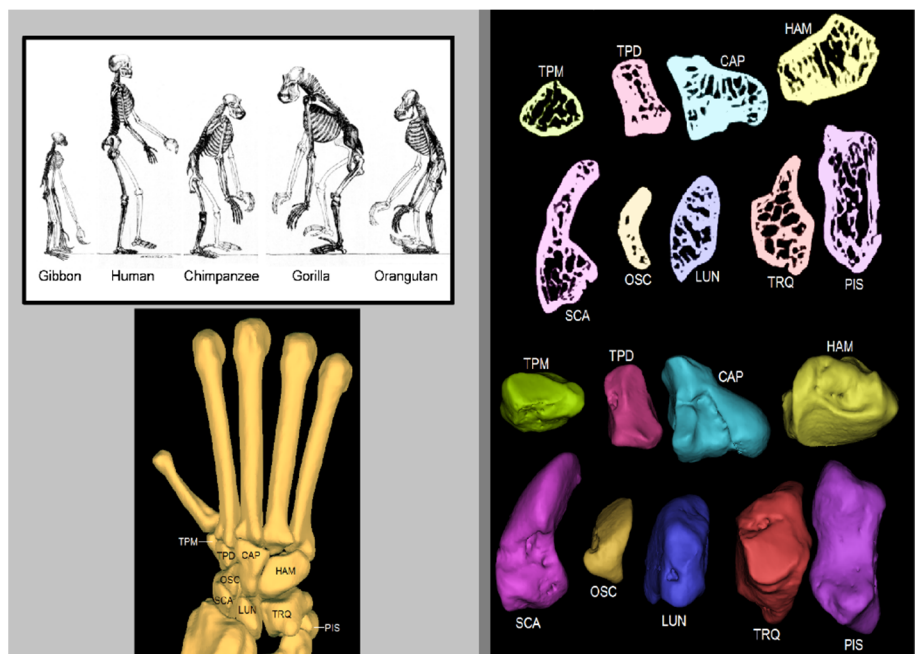 Gibbon Human Chimpanzee Gorilla Orangutan
TPM
TPD CAP
HAM
OSC
SCA
LUN TRQ
PIS
HAM
TPD CAP
TPM
OSC LUN TRQ PIS
SCA
HAM
TPM TPD
CAP
OSC
SCA LUN TRQ PIS